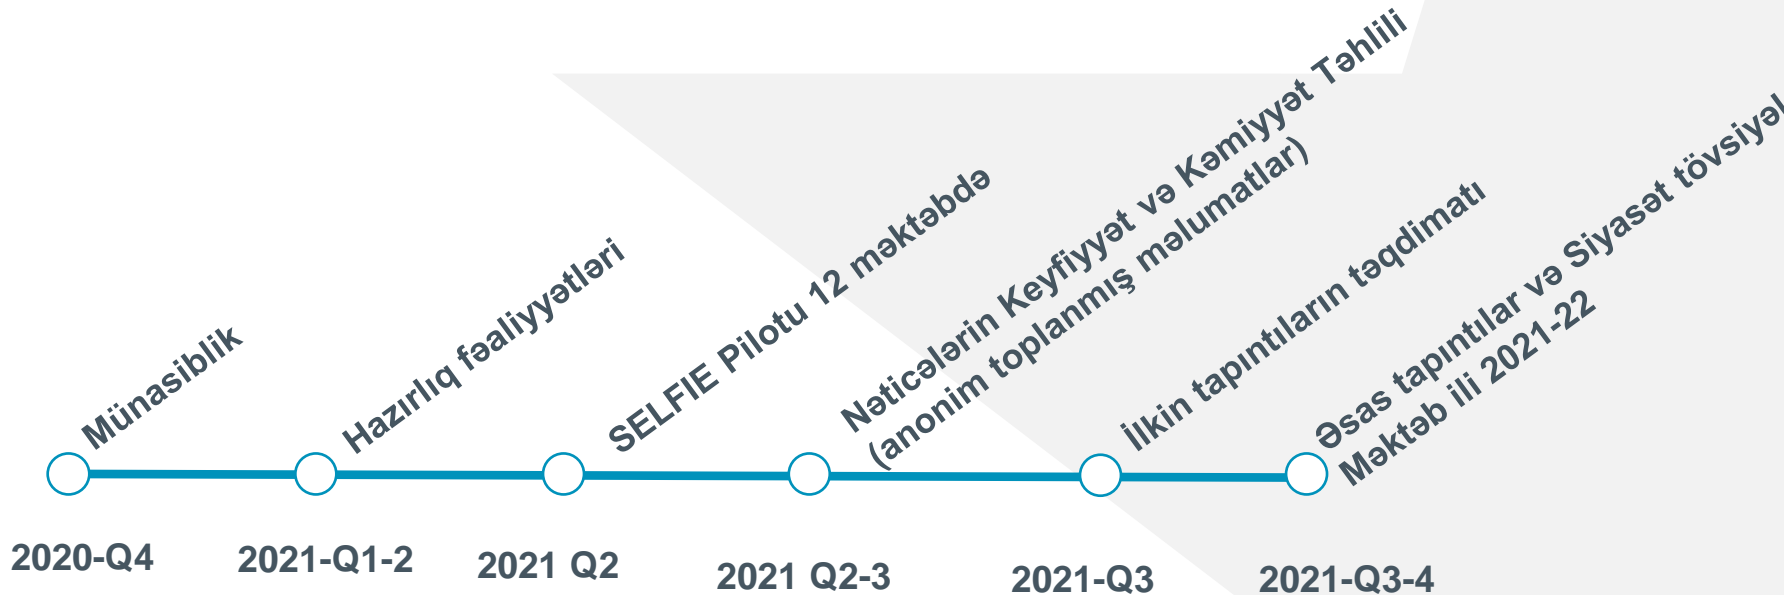 Münasiblik
Hazırlıq fəaliyyətləri
SELFIE Pilotu 12 məktəbdə
Nəticələrin Keyfiyyət və Kəmiyyət Təhlili
(anonim toplanmış məlumatlar)
İlkin tapıntıların təqdimatı
Əsas tapıntılar və Siyasət
Məktəb ili 2021-22
2020-Q4
2021-Q1-2
2021 Q2
2021 Q2-3
2021-Q3
2021-Q3-4